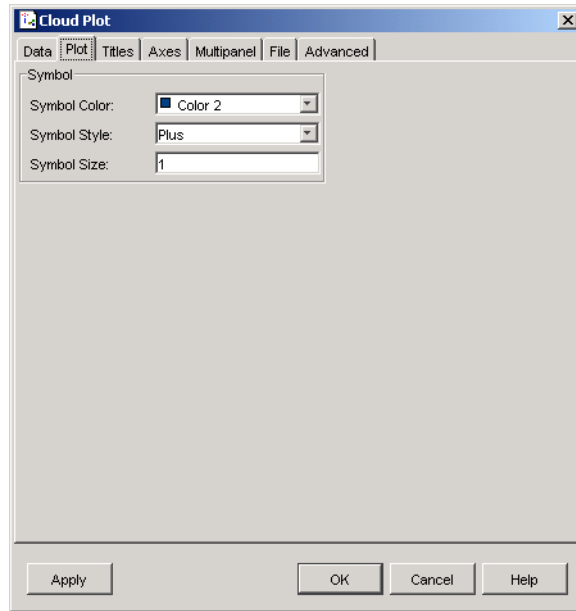 Cloud Plot
Data Plot Titles Axes Multipanel File Advanced
Symbol
Symbol Color: Color 2
Symbol Style: Plus
Symbol Size: 1
Apply OK Cancel Help